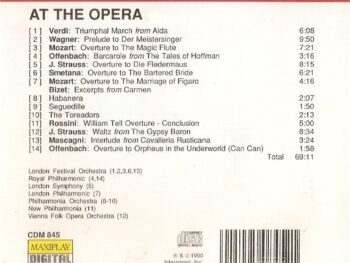 AT THE OPERA
[1] Verdi: Triumphal March from Aida 6:08
[2] Wagner: Prelude to Der Meistersinger 9:50
[3] Mozart: Overture to The Magic Flute 7:21
[4] Offenbach: Barcarole from The Tales of Hoffman 3:24
[5] J. Strauss: Overture to Die Fledermaus 8:15
[6] Smetana: Overture to The Bartered Bride 6:21
[7] Mozart: Overture to The Marriage of Figaro 4:36
Bizet: Excerpts from Carmen
[8] Habanera 2:07
[9] Seguedille 1:50
[10] The Toreadors 2:13
[11] Rossini: William Tell Overture - Conclusion 5:00
[12] J. Strauss: Waltz from The Gypsy Baron 8:34
[13] Mascagni: Interlude from Cavalleria Rusticana 3:24
[14] Offenbach: Overture to Orpheus in the Underworld (Can Can) 1:58
Total 69:11
London Festival Orchestra (1,2,3,6,13)
Royal Philharmonic (4,14)
London Symphony (5)
London Philharmonic (7)
Philharmonia Orchestra (8-10)
New Philharmonia (11)
Vienna Folk Opera Orchestra (12)
CDM 845
MAXIPLAY
DIGITAL
COMPACT
disc
DIGITAL AUDIO
℗ & © 1990